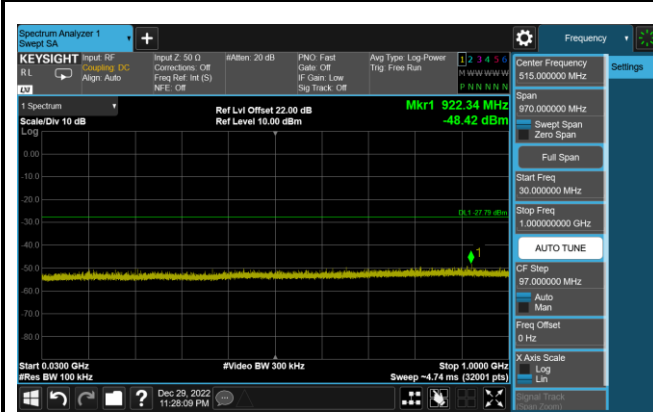 Spectrum Analyzer 1
Swept SA
+
Frequency
KEYSIGHT
RL
LXI
Input: RF
Coupling: DC
Align: Auto
Input Z: 50 Ω
Corrections: Off
Freq Ref: Int (S)
NFE: Off
#Atten: 20 dB
PNO: Fast
Gate: Off
IF Gain: Low
Sig Track: Off
Avg Type: Log-Power
Trig: Free Run
1 2 3 4 5 6
M W W W W W
P N N N N N
Center Frequency
515.000000 MHz
Settings
1 Spectrum
Scale/Div 10 dB
Log
Ref Lvl Offset 22.00 dB
Ref Level 10.00 dBm
Mkr1 922.34 MHz
-48.42 dBm
Span
970.000000 MHz
Swept Span
Zero Span
Full Span
Start Freq
30.000000 MHz
Stop Freq
1.000000000 GHz
AUTO TUNE
CF Step
97.000000 MHz
Auto
Man
Freq Offset
0 Hz
X Axis Scale
Log
Lin
Signal Track
(Span Zoom)
0.00
-10.0
-20.0
DL1 -27.79 dBm
-30.0
-40.0
1
-50.0
-60.0
-70.0
-80.0
Start 0.0300 GHz
#Res BW 100 kHz
#Video BW 300 kHz
Stop 1.0000 GHz
Sweep ~4.74 ms (32001 pts)
?
Dec 29, 2022
11:28:09 PM